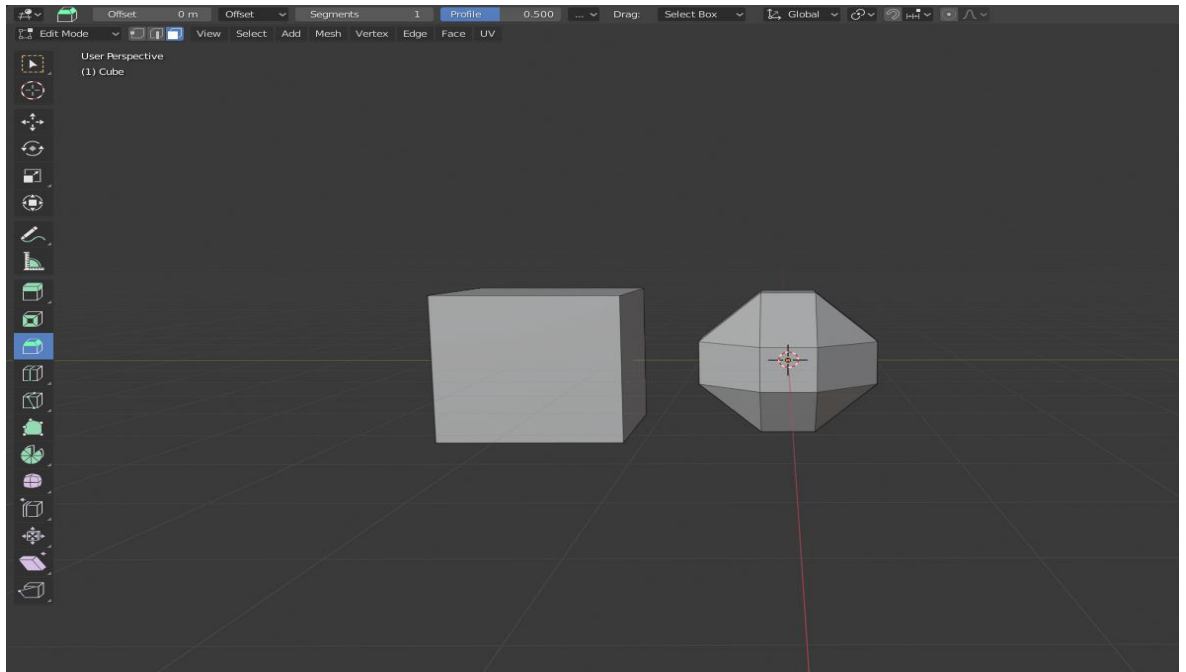 Offset 0 m Offset Segments 1 Profile 0.500 ... Drag: Select Box Global
Edit Mode View Select Add Mesh Vertex Edge Face UV
User Perspective
(1) Cube